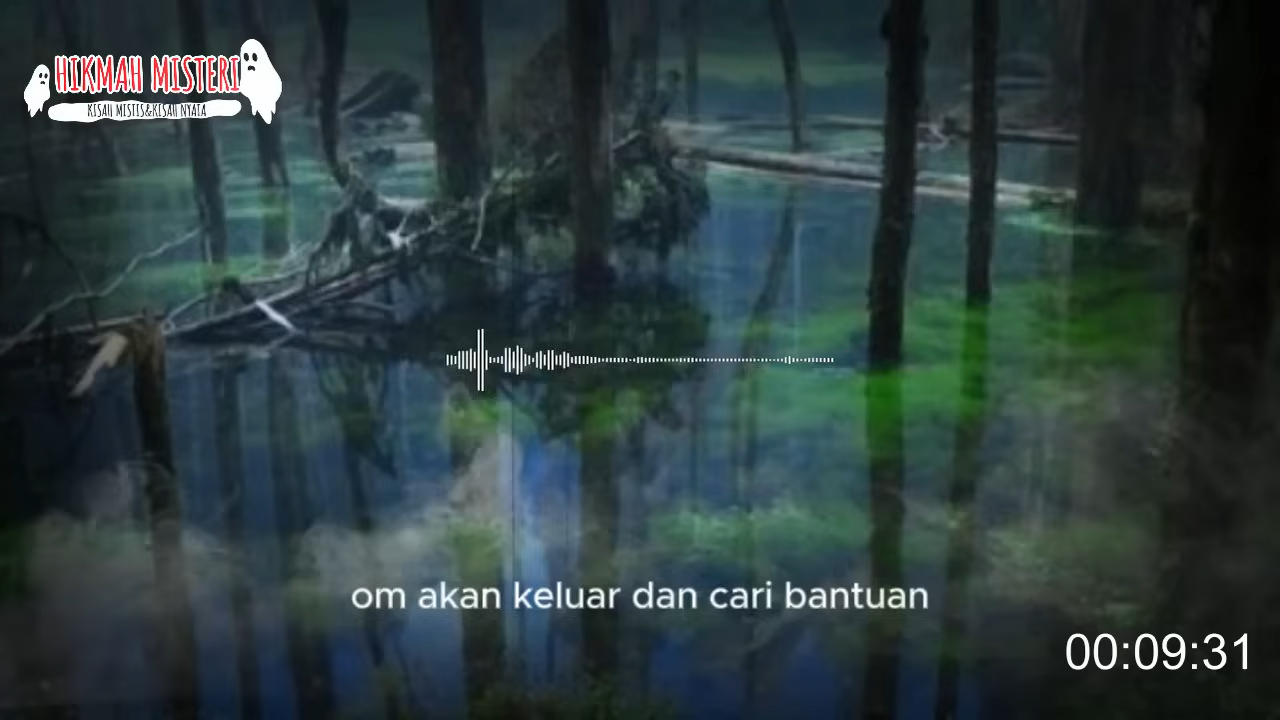 HIKMAH MISTERI
KISAH MISTIS&KISAH NYATA
om akan keluar dan cari bantuan
00:09:31